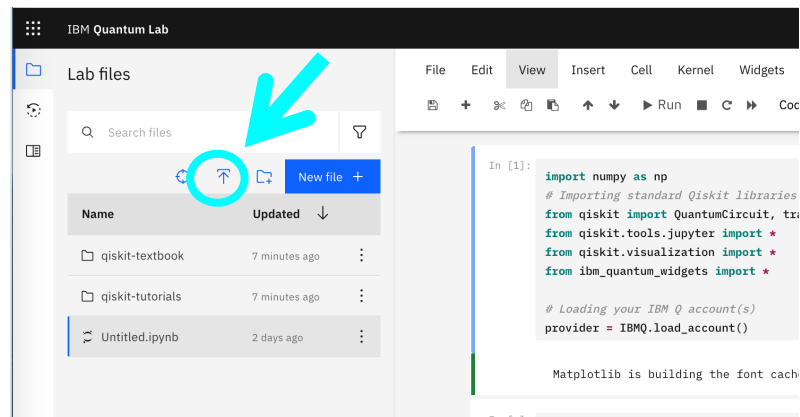 IBM Quantum Lab
Lab files
Search files
New file +
Name Updated
qiskit-textbook 7 minutes ago
qiskit-tutorials 7 minutes ago
Untitled.ipynb 2 days ago
File Edit View Insert Cell Kernel Widgets
Run
In [1]:
import numpy as np
# Importing standard Qiskit libraries
from qiskit import QuantumCircuit, tra
from qiskit.tools.jupyter import *
from qiskit.visualization import *
from ibm_quantum_widgets import *
# Loading your IBM Q account(s)
provider = IBMQ.load_account()
Matplotlib is building the font cach